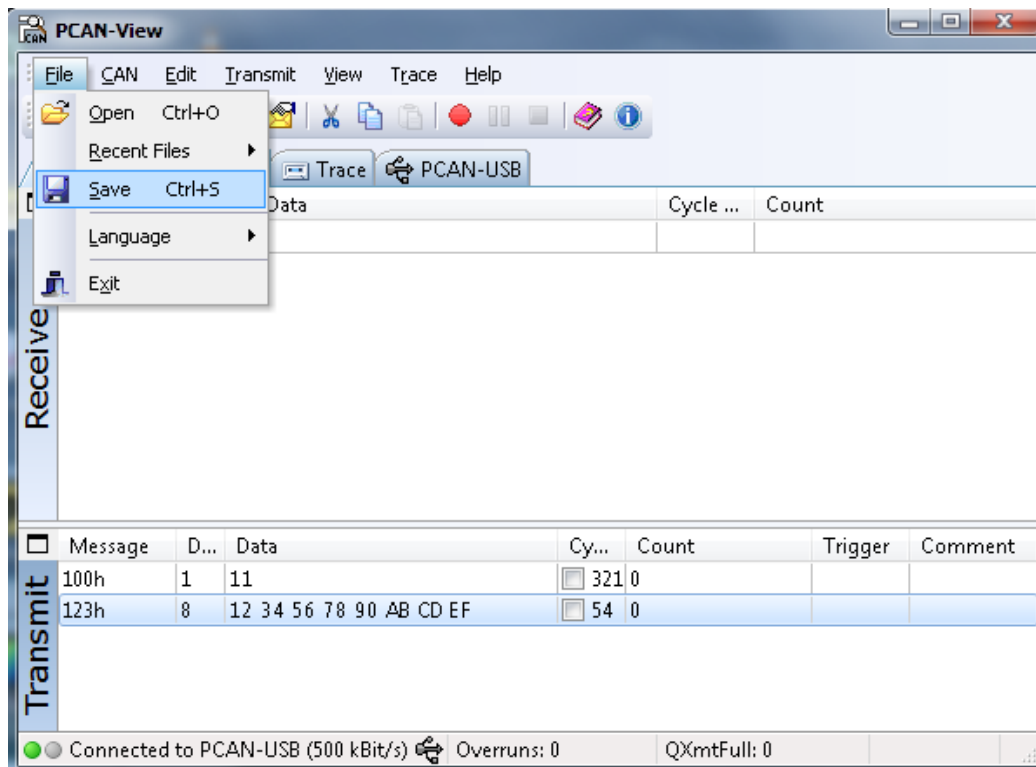 PCAN-View
File CAN Edit Transmit View Trace Help
Open Ctrl+O
Recent Files
Save Ctrl+S
Language
Exit
Trace PCAN-USB
Data Cycle ... Count
Receive
Message D... Data Cy... Count Trigger Comment
100h 1 11 321 0
123h 8 12 34 56 78 90 AB CD EF 54 0
Transmit
Connected to PCAN-USB (500 kBit/s) Overruns: 0 QXmtFull: 0